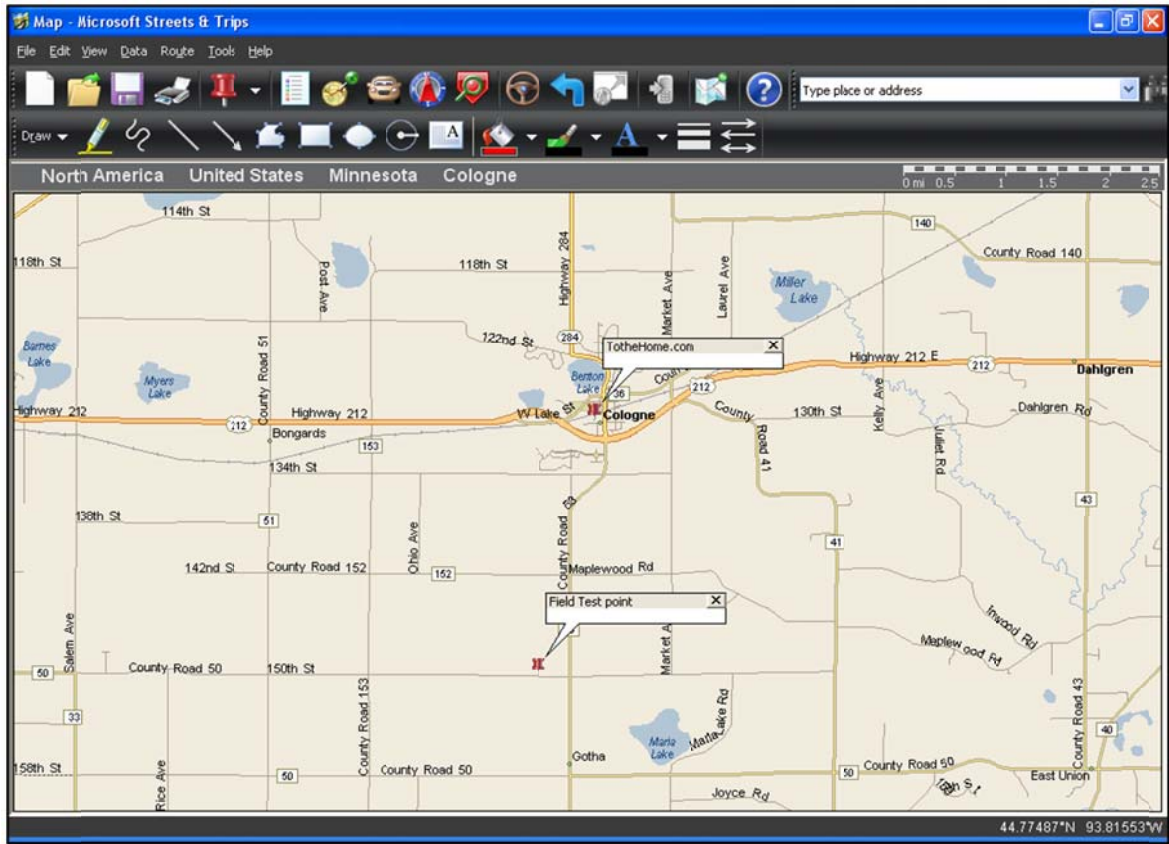 Map - Microsoft Streets & Trips
File Edit View Data Route Tools Help
Type place or address
Draw
A
A
North America United States Minnesota Cologne
0 mi 0.5 1 1.5 2 2.5
114th St
140
County Road 140
118th St
Post Ave
118th St
Highway 284
Market Ave
Laurel Ave
Miller Lake
Barnes Lake
Myers Lake
County Road 51
122nd St
284
TotheHome.com
Benton Lake
36
212
Highway 212 E
212
Dahlgren
Highway 212
212
Highway 212
W Lake St
Cologne
County Road 41
130th St
Kelly Ave
Dahlgren Rd
Juliet Rd
Bongards
153
134th St
138th St
51
Ohio Ave
County Road 53
43
41
142nd S
County Road 152
152
Maplewood Rd
Field Test point
Inwood Rd
Maplewood Rd
Salem Ave
50
County Road 50
150th St
Market A
33
County Road 153
Marla Lake Rd
Maria Lake
County Road 43
40
158th St
Rice Ave
50
County Road 50
Gotha
50
County Road 50
East Union
Joyce Rd
44.77487°N 93.81553°W